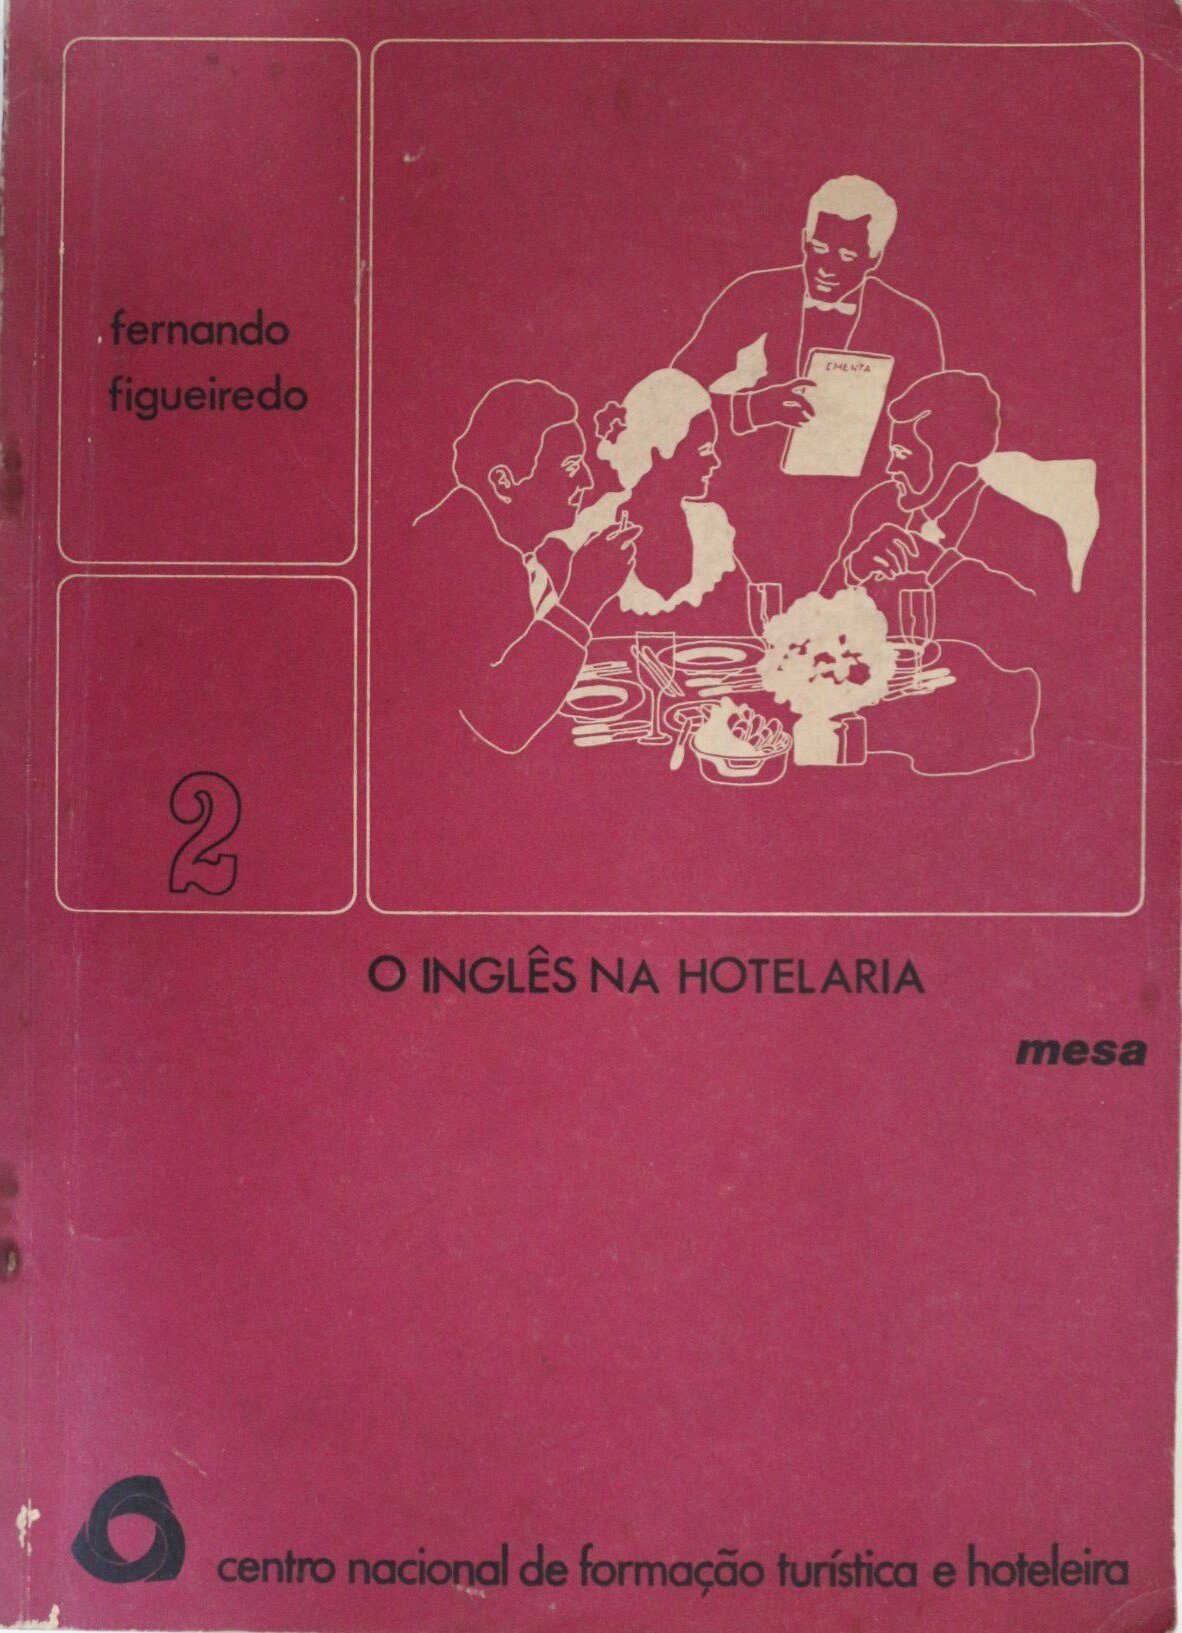 fernando
figueiredo
EMENTA
2
O INGLÊS NA HOTELARIA
mesa
centro nacional de formação turística e hoteleira